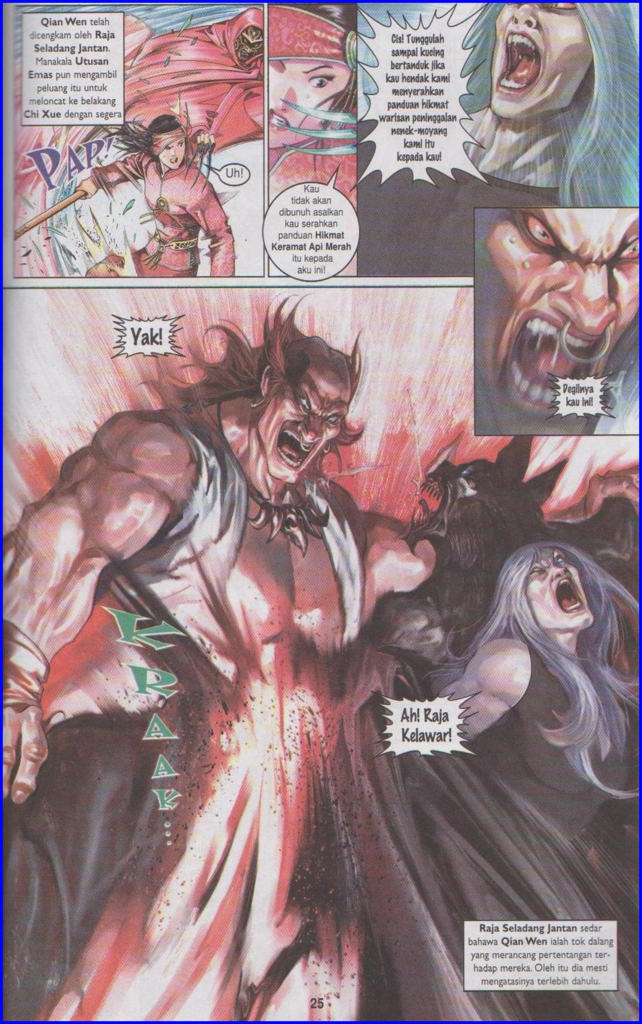 Qian Wen telah
dicengkam oleh Raja
Seladang Jantan.
Manakala Utusan
Emas pun mengambil
peluang itu untuk
meloncat ke belakang
Chi Xue dengan segera
PAP!
Uh!
Kau
tidak akan
dibunuh asalkan
kau serahkan
panduan Hikmat
Keramat Api Merah
itu kepada
aku ini!
Cis! Tunggulah
sampai kucing
bertanduk jika
kau hendak kami
menyerahkan
panduan hikmat
warisan peninggalan
nenek-moyang
kami itu
kepada kau!
Degilnya
kau ini!
Yak!
KRAAK...
Ah! Raja
Kelawar!
Raja Seladang Jantan sedar
bahawa Qian Wen ialah tok dalang
yang merancang pertentangan ter-
hadap mereka. Oleh itu dia mesti
mengatasinya terlebih dahulu.
25